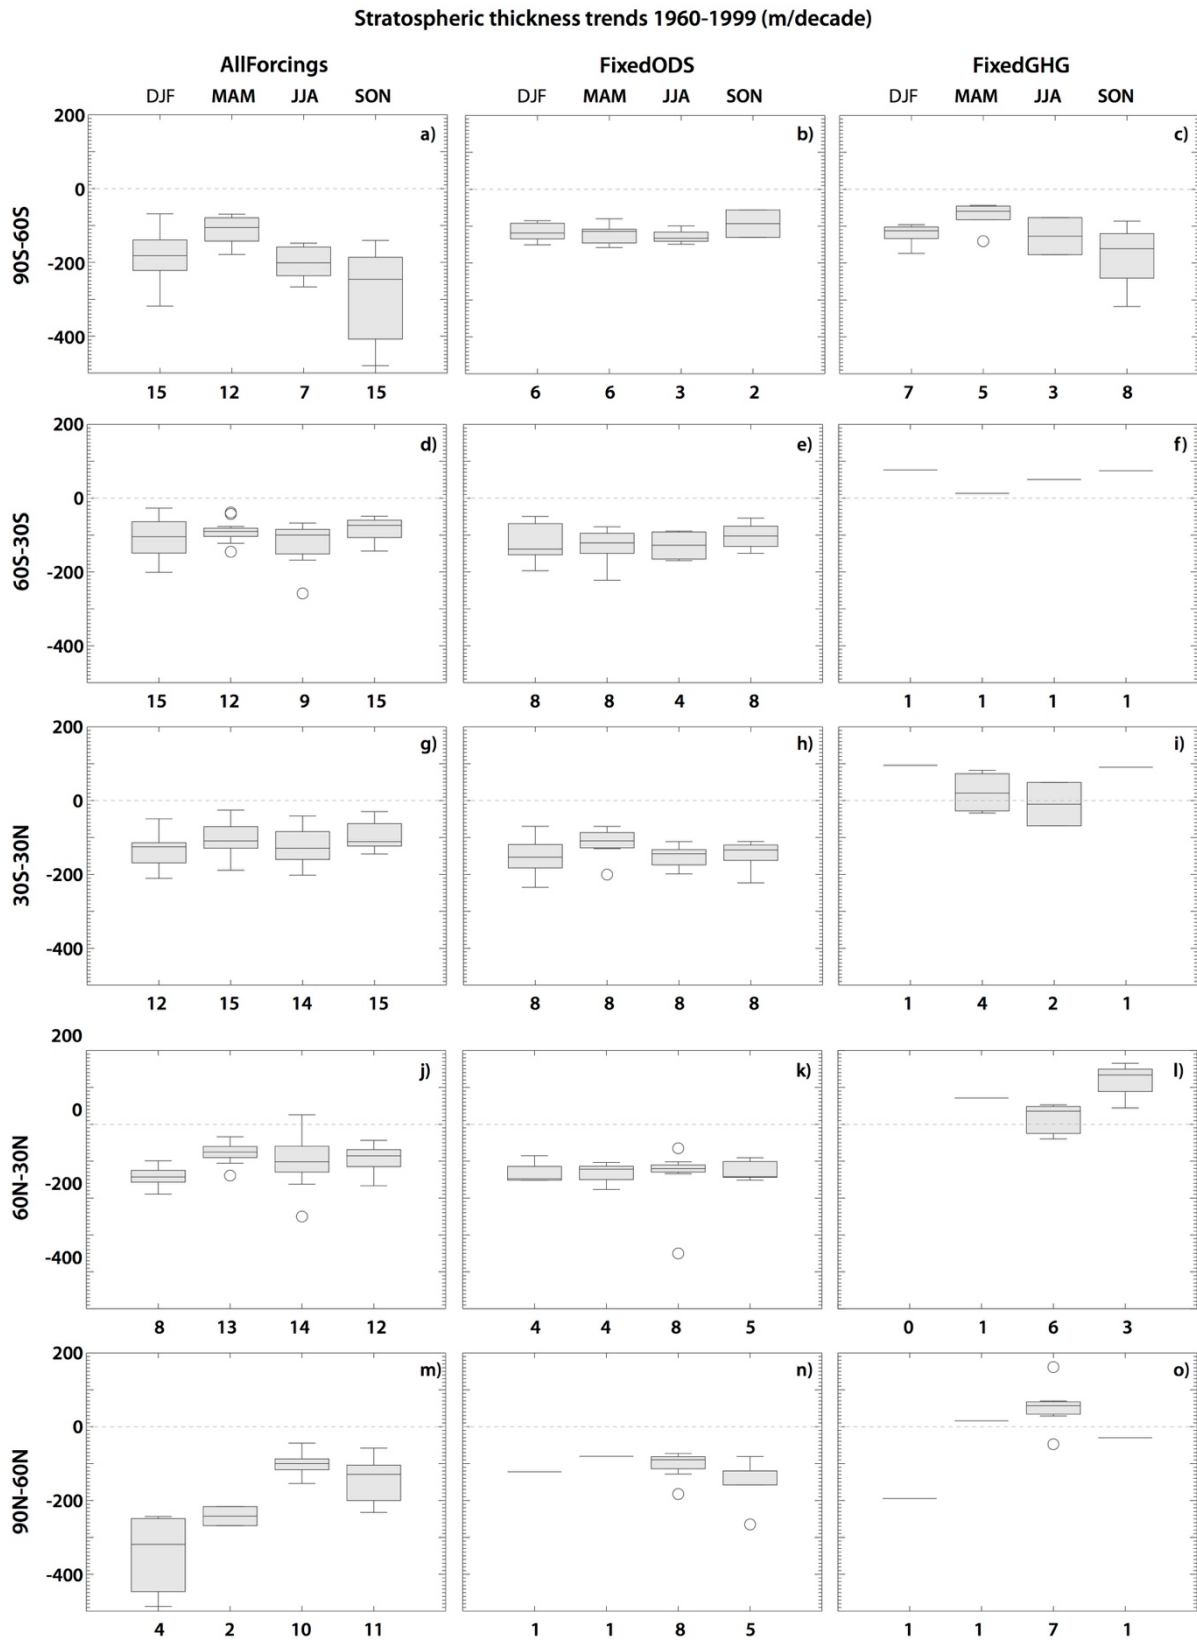 Stratospheric thickness trends 1960-1999 (m/decade)
AllForcings FixedODS FixedGHG
DJF MAM JJA SON DJF MAM JJA SON DJF MAM JJA SON
200
a) b) c)
0
90S-60S
-200
-400
15 12 7 15 6 6 3 2 7 5 3 8
200
d) e) f)
0
60S-30S
-200
-400
15 12 9 15 8 8 4 8 1 1 1 1
200
g) h) i)
0
30S-30N
-200
-400
12 15 14 15 8 8 8 8 1 4 2 1
200
j) k) l)
0
60N-30N
-200
-400
8 13 14 12 4 4 8 5 0 1 6 3
200
m) n) o)
0
90N-60N
-200
-400
4 2 10 11 1 1 8 5 1 1 7 1